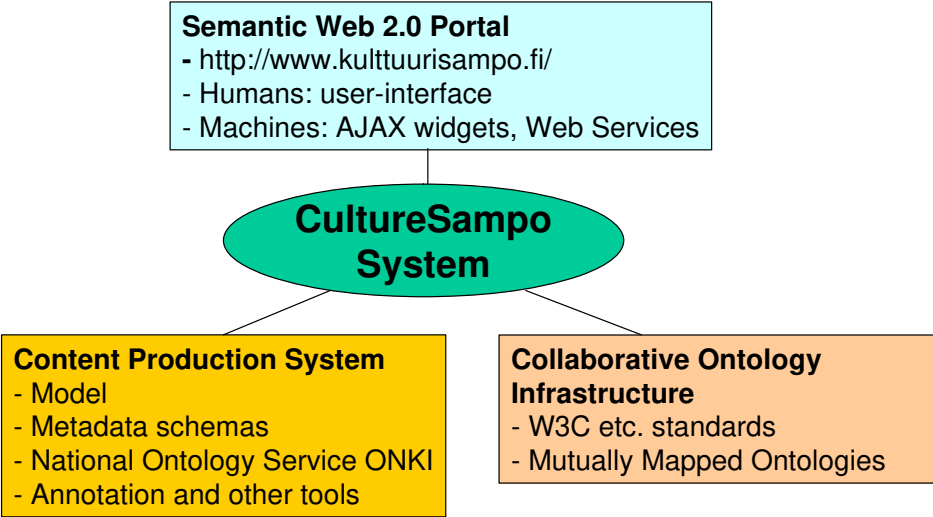 Semantic Web 2.0 Portal
- http://www.kulttuurisampo.fi/
- Humans: user-interface
- Machines: AJAX widgets, Web Services
CultureSampo
System
Content Production System
- Model
- Metadata schemas
- National Ontology Service ONKI
- Annotation and other tools
Collaborative Ontology
Infrastructure
- W3C etc. standards
- Mutually Mapped Ontologies